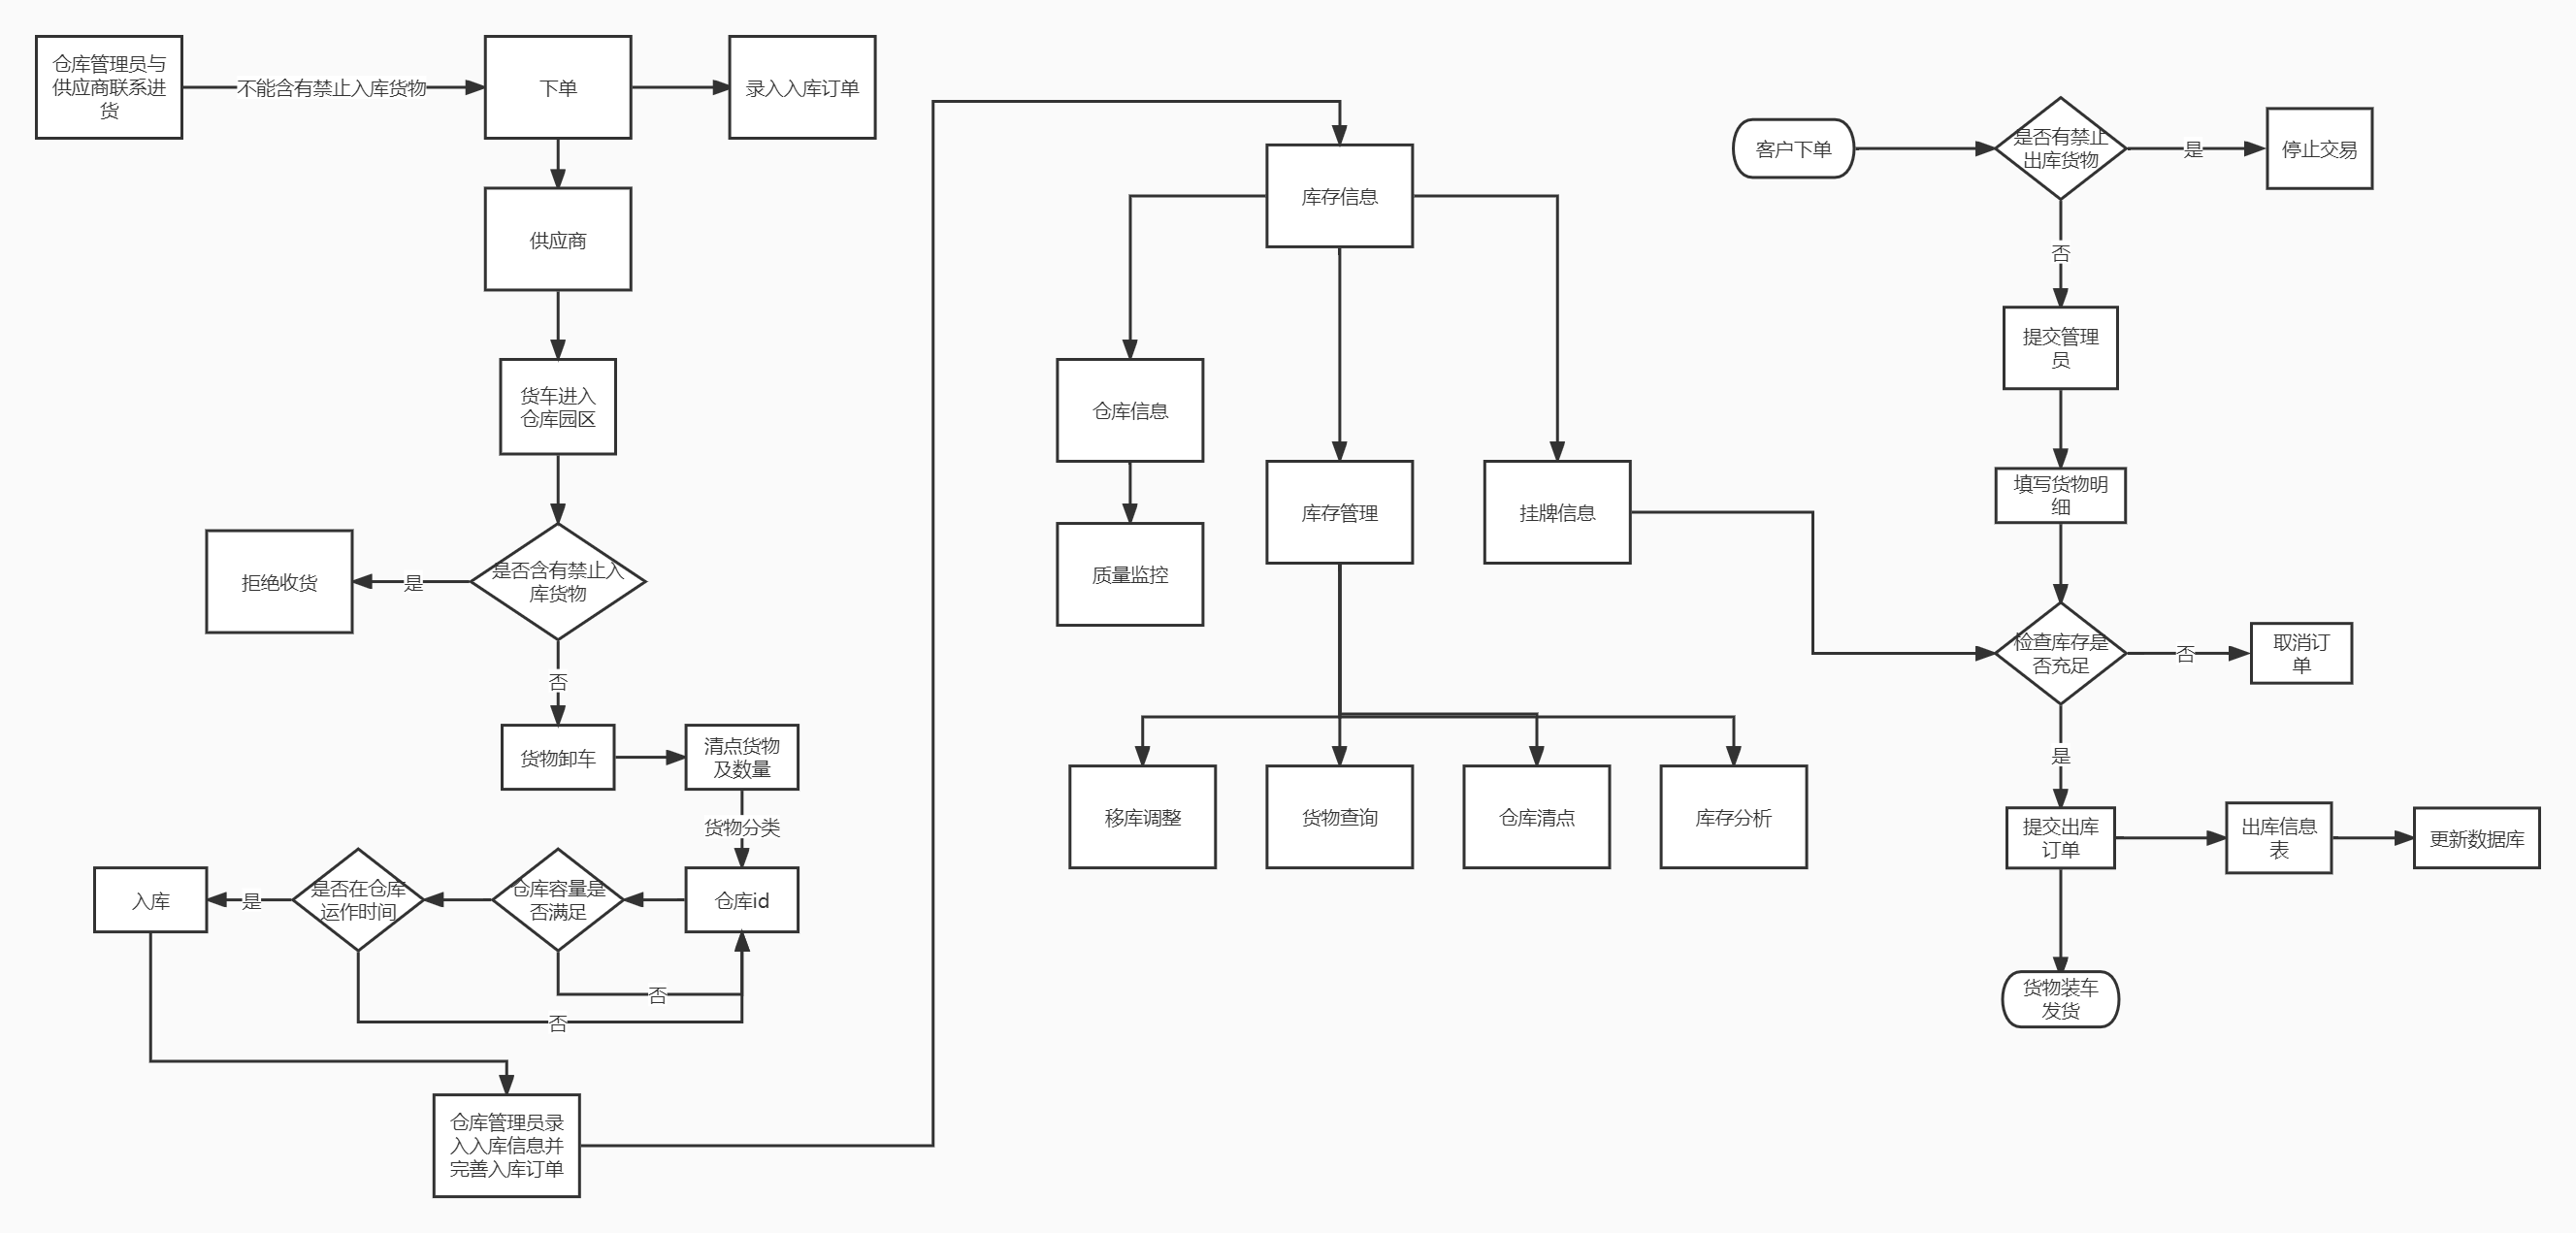 仓库管理员与
供应商联系进
货
不能含有禁止入库货物
下单
录入入库订单
供应商
货车进入
仓库园区
是否含有禁止入
库货物
是
拒绝收货
否
货物卸车
清点货物
及数量
货物分类
仓库id
仓库容量是
否满足
是否在仓库
运作时间
是
入库
否
否
仓库管理员录
入入库信息并
完善入库订单
库存信息
仓库信息
质量监控
库存管理
挂牌信息
移库调整
货物查询
仓库清点
库存分析
客户下单
是否有禁止
出库货物
是
停止交易
否
提交管理
员
填写货物明
细
检查库存是
否充足
否
取消订
单
是
提交出库
订单
出库信息
表
更新数据库
货物装车
发货